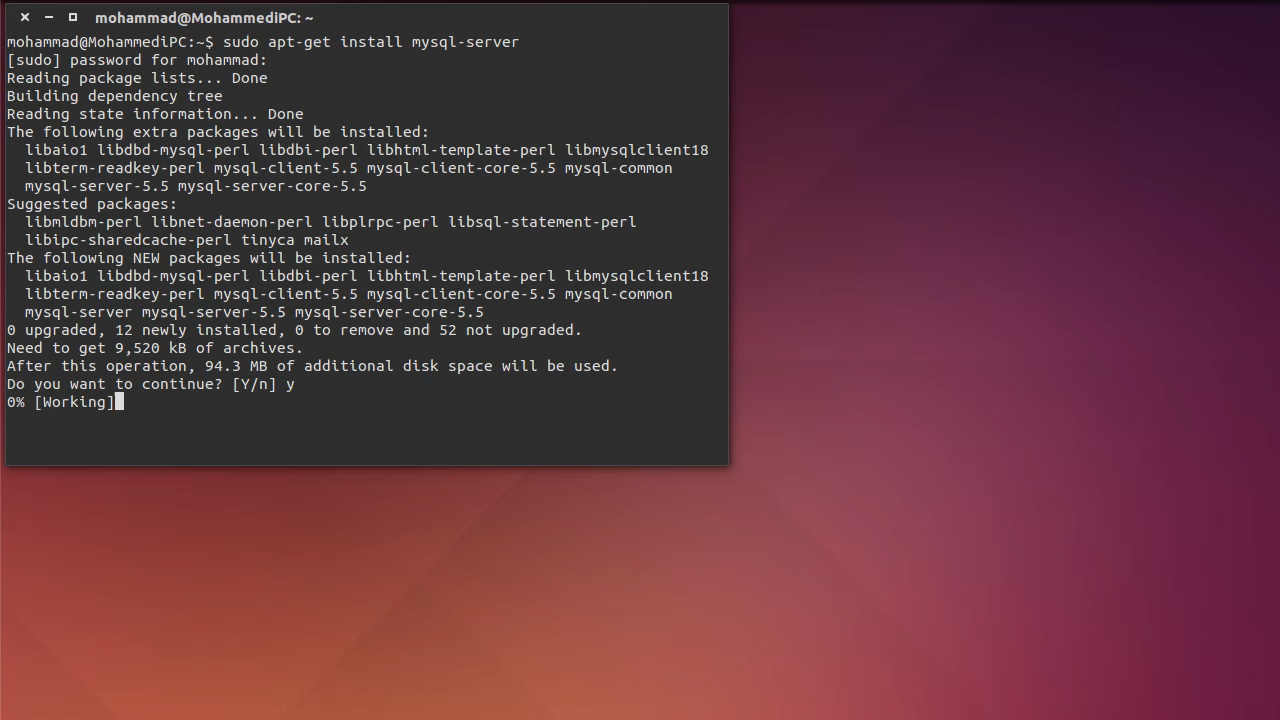 mohammad@MohammediPC: ~
mohammad@MohammediPC:~$ sudo apt-get install mysql-server
[sudo] password for mohammad:
Reading package lists... Done
Building dependency tree
Reading state information... Done
The following extra packages will be installed:
  libaio1 libdbd-mysql-perl libdbi-perl libhtml-template-perl libmysqlclient18
  libterm-readkey-perl mysql-client-5.5 mysql-client-core-5.5 mysql-common
  mysql-server-5.5 mysql-server-core-5.5
Suggested packages:
  libmldbm-perl libnet-daemon-perl libplrpc-perl libsql-statement-perl
  libipc-sharedcache-perl tinyca mailx
The following NEW packages will be installed:
  libaio1 libdbd-mysql-perl libdbi-perl libhtml-template-perl libmysqlclient18
  libterm-readkey-perl mysql-client-5.5 mysql-client-core-5.5 mysql-common
  mysql-server mysql-server-5.5 mysql-server-core-5.5
0 upgraded, 12 newly installed, 0 to remove and 52 not upgraded.
Need to get 9,520 kB of archives.
After this operation, 94.3 MB of additional disk space will be used.
Do you want to continue? [Y/n] y
0% [Working]